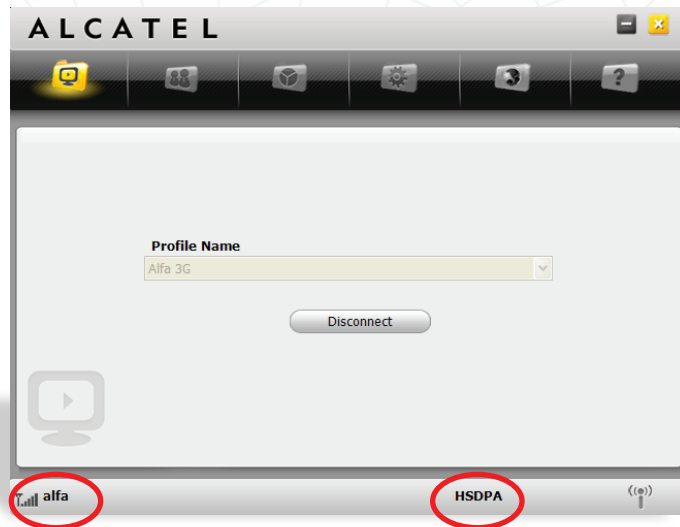 ALCATEL
?
Profile Name
Alfa 3G
Disconnect
alfa
HSDPA